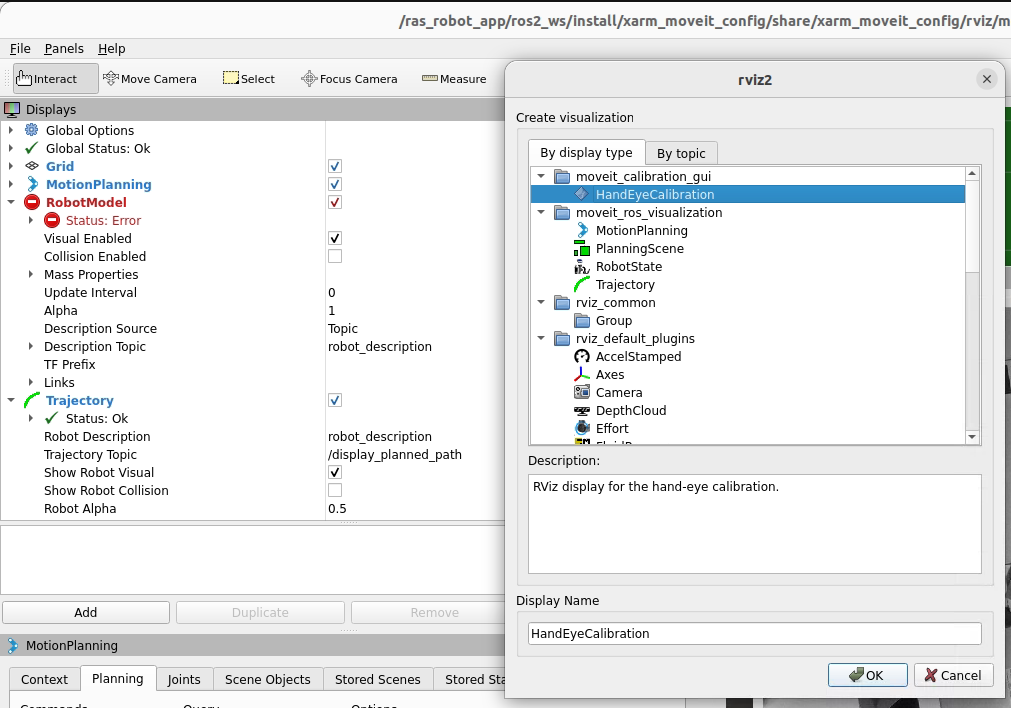 /ras_robot_app/ros2_ws/install/xarm_moveit_config/share/xarm_moveit_config/rviz/m
File Panels Help
Interact Move Camera Select Focus Camera Measure
Displays
Global Options
Global Status: Ok
Grid
MotionPlanning
RobotModel
Status: Error
Visual Enabled
Collision Enabled
Mass Properties
Update Interval 0
Alpha 1
Description Source Topic
Description Topic robot_description
TF Prefix
Links
Trajectory
Status: Ok
Robot Description robot_description
Trajectory Topic /display_planned_path
Show Robot Visual
Show Robot Collision
Robot Alpha 0.5
Add Duplicate Remove
MotionPlanning
Context Planning Joints Scene Objects Stored Scenes Stored Sta
Commands Query Options
rviz2
Create visualization
By display type By topic
moveit_calibration_gui
HandEyeCalibration
moveit_ros_visualization
MotionPlanning
PlanningScene
RobotState
Trajectory
rviz_common
Group
rviz_default_plugins
AccelStamped
Axes
Camera
DepthCloud
Effort
Description:
RViz display for the hand-eye calibration.
Display Name
HandEyeCalibration
OK Cancel